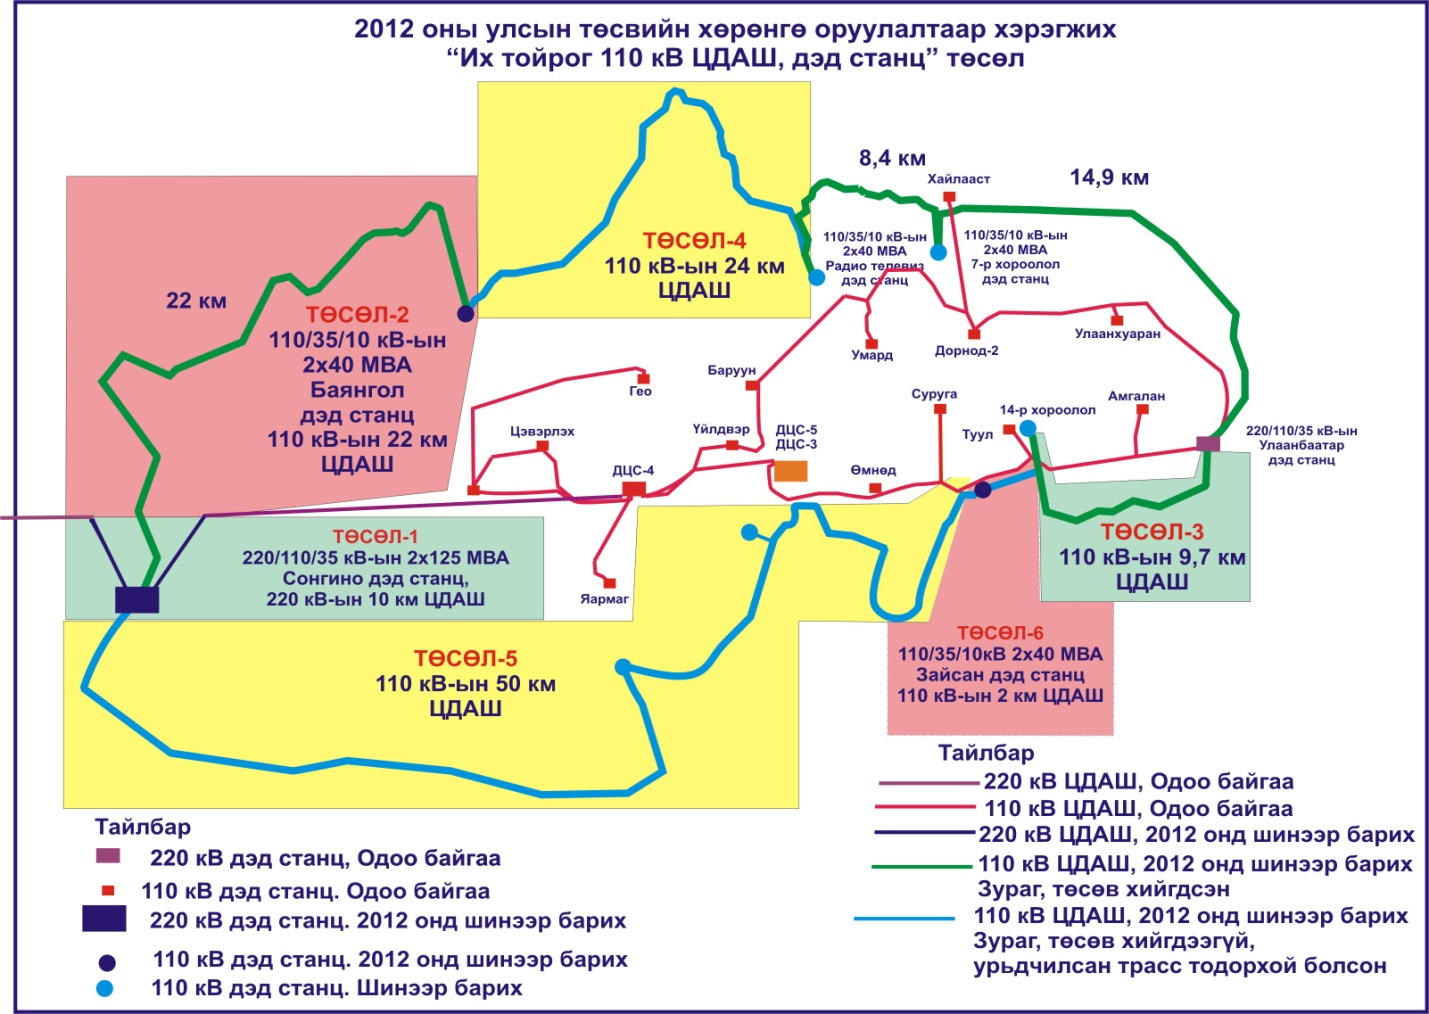 2012 оны улсын төсвийн хөрөнгө оруулалтаар хэрэгжих
“Их тойрог 110 кВ ЦДАШ, дэд станц” төсөл
8,4 км
14,9 км
Хайлааст
22 км
ТӨСӨЛ-4
110 кВ-ын 24 км
ЦДАШ
110/35/10 кВ-ын
2x40 МВА
Радио телевиз
дэд станц
110/35/10 кВ-ын
2x40 МВА
7-р хороолол
дэд станц
ТӨСӨЛ-2
110/35/10 кВ-ын
2x40 МВА
Баянгол
дэд станц
110 кВ-ын 22 км
ЦДАШ
Умард
Дорнод-2
Улаанхуаран
Баруун
Гео
Суруга
Амгалан
14-р хороолол
Туул
Цэвэрлэх
Үйлдвэр
ДЦС-5
ДЦС-3
ДЦС-4
Өмнөд
220/110/35 кВ-ын
Улаанбаатар
дэд станц
ТӨСӨЛ-1
220/110/35 кВ-ын 2x125 МВА
Сонгино дэд станц,
220 кВ-ын 10 км ЦДАШ
Яармаг
ТӨСӨЛ-3
110 кВ-ын 9,7 км
ЦДАШ
ТӨСӨЛ-5
110 кВ-ын 50 км
ЦДАШ
ТӨСӨЛ-6
110/35/10кВ 2x40 МВА
Зайсан дэд станц
110 кВ-ын 2 км ЦДАШ
Тайлбар
220 кВ дэд станц, Одоо байгаа
110 кВ дэд станц. Одоо байгаа
220 кВ дэд станц. 2012 онд шинээр барих
110 кВ дэд станц. 2012 онд шинээр барих
110 кВ дэд станц. Шинээр барих
Тайлбар
220 кВ ЦДАШ, Одоо байгаа
110 кВ ЦДАШ, Одоо байгаа
220 кВ ЦДАШ, 2012 онд шинээр барих
110 кВ ЦДАШ, 2012 онд шинээр барих
Зураг, төсөв хийгдсэн
110 кВ ЦДАШ, 2012 онд шинээр барих
Зураг, төсөв хийгдээгүй,
урьдчилсан трасс тодорхой болсон